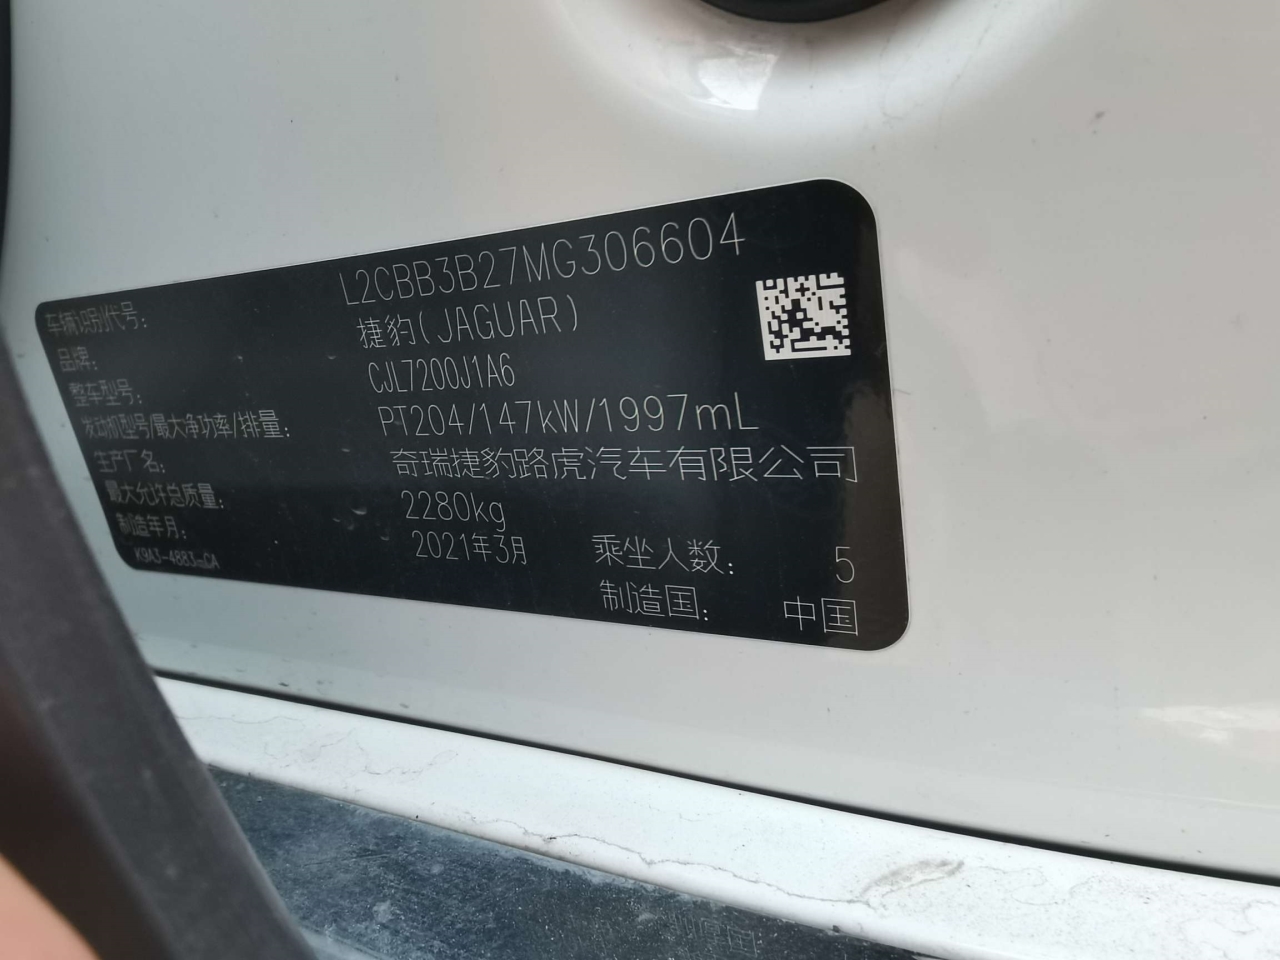 车辆识别代号: L2CBB3B27MG306604
品牌: 捷豹(JAGUAR)
整车型号: CJL7200J1A6
发动机型号/最大净功率/排量: PT204/147kW/1997mL
生产厂名: 奇瑞捷豹路虎汽车有限公司
最大允许总质量: 2280kg
制造年月: 2021年3月 乘坐人数: 5
K9A3-4883-CA 制造国: 中国